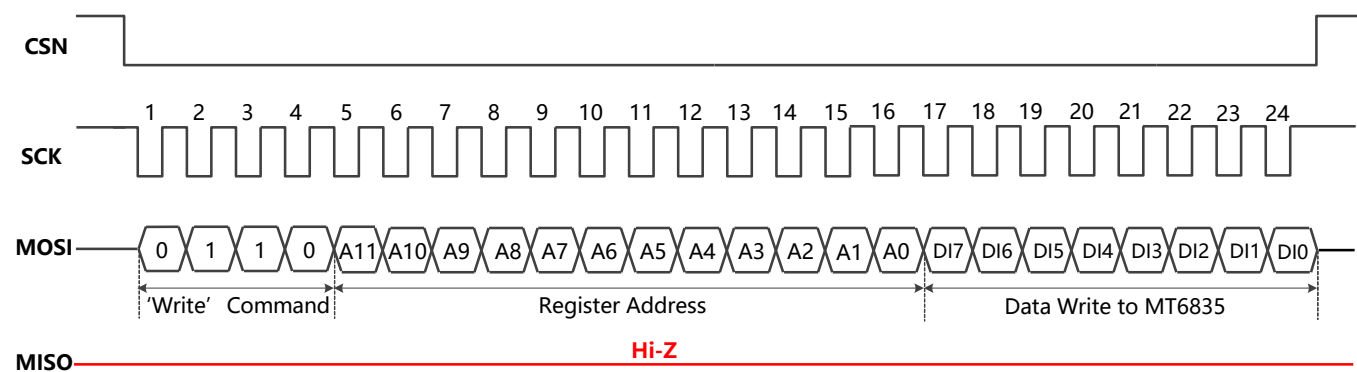 CSN
1 2 3 4 5 6 7 8 9 10 11 12 13 14 15 16 17 18 19 20 21 22 23 24
SCK
MOSI 0 1 1 0 A11 A10 A9 A8 A7 A6 A5 A4 A3 A2 A1 A0 DI7 DI6 DI5 DI4 DI3 DI2 DI1 DI0
'Write' Command Register Address Data Write to MT6835
Hi-Z
MISO